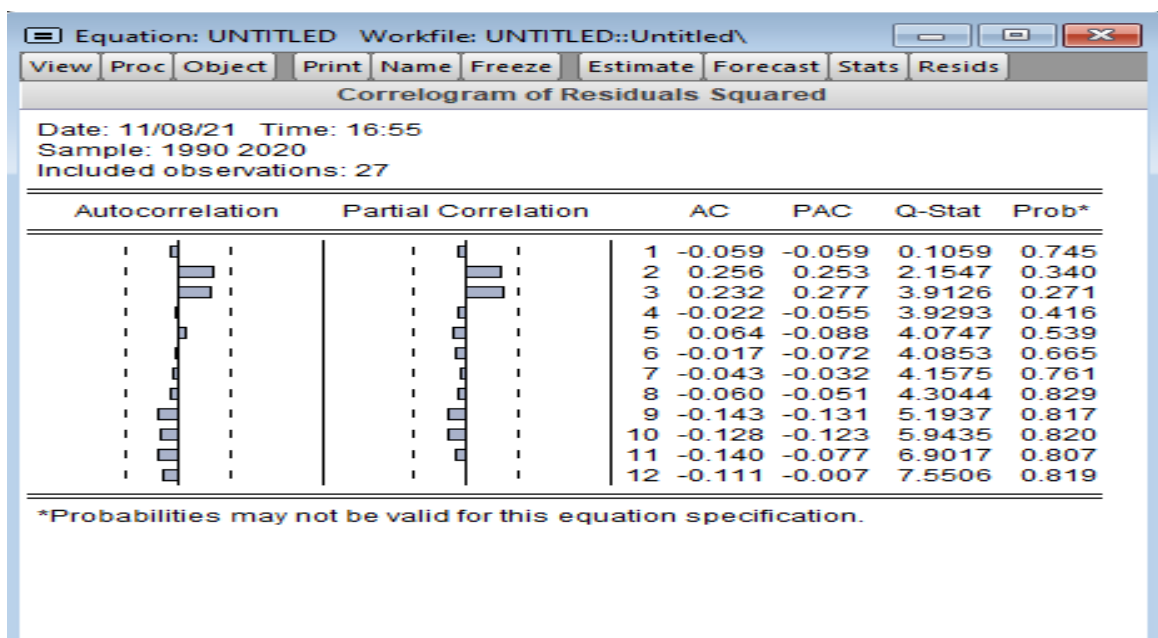 Equation: UNTITLED Workfile: UNTITLED::Untitled\
View Proc Object Print Name Freeze Estimate Forecast Stats Resids
Correlogram of Residuals Squared
Date: 11/08/21 Time: 16:55
Sample: 1990 2020
Included observations: 27
Autocorrelation Partial Correlation AC PAC Q-Stat Prob*
1 -0.059 -0.059 0.1059 0.745
2 0.256 0.253 2.1547 0.340
3 0.232 0.277 3.9126 0.271
4 -0.022 -0.055 3.9293 0.416
5 0.064 -0.088 4.0747 0.539
6 -0.017 -0.072 4.0853 0.665
7 -0.043 -0.032 4.1575 0.761
8 -0.060 -0.051 4.3044 0.829
9 -0.143 -0.131 5.1937 0.817
10 -0.128 -0.123 5.9435 0.820
11 -0.140 -0.077 6.9017 0.807
12 -0.111 -0.007 7.5506 0.819
*Probabilities may not be valid for this equation specification.